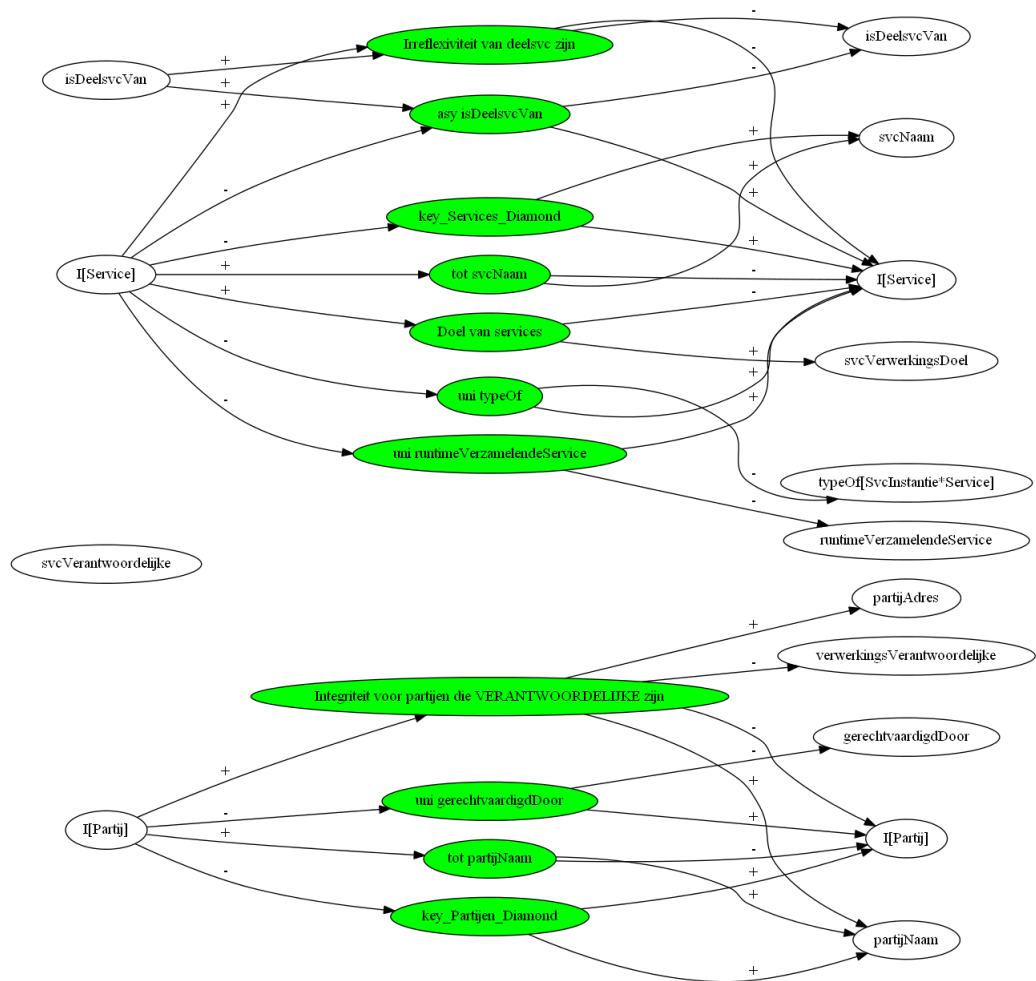 isDeelsvcVan
I[Service]
svcVerantwoordelijke
I[Partij]
Irreflexiviteit van deelsvc zijn
asy isDeelsvcVan
key_Services_Diamond
tot svcNaam
Doel van services
uni typeOf
uni runtimeVerzamelendeService
Integriteit voor partijen die VERANTWOORDELIJKE zijn
uni gerechtvaardigdDoor
tot partijNaam
key_Partijen_Diamond
isDeelsvcVan
svcNaam
I[Service]
svcVerwerkingsDoel
typeOf[SvcInstantie*Service]
runtimeVerzamelendeService
partijAdres
verwerkingsVerantwoordelijke
gerechtvaardigdDoor
I[Partij]
partijNaam
+
+
+
-
-
+
+
-
-
+
-
+
-
-
-
-
+
+
+
+
-
-
+
+
+
-
-
+
-
-
-
+
+
-
+
+
+